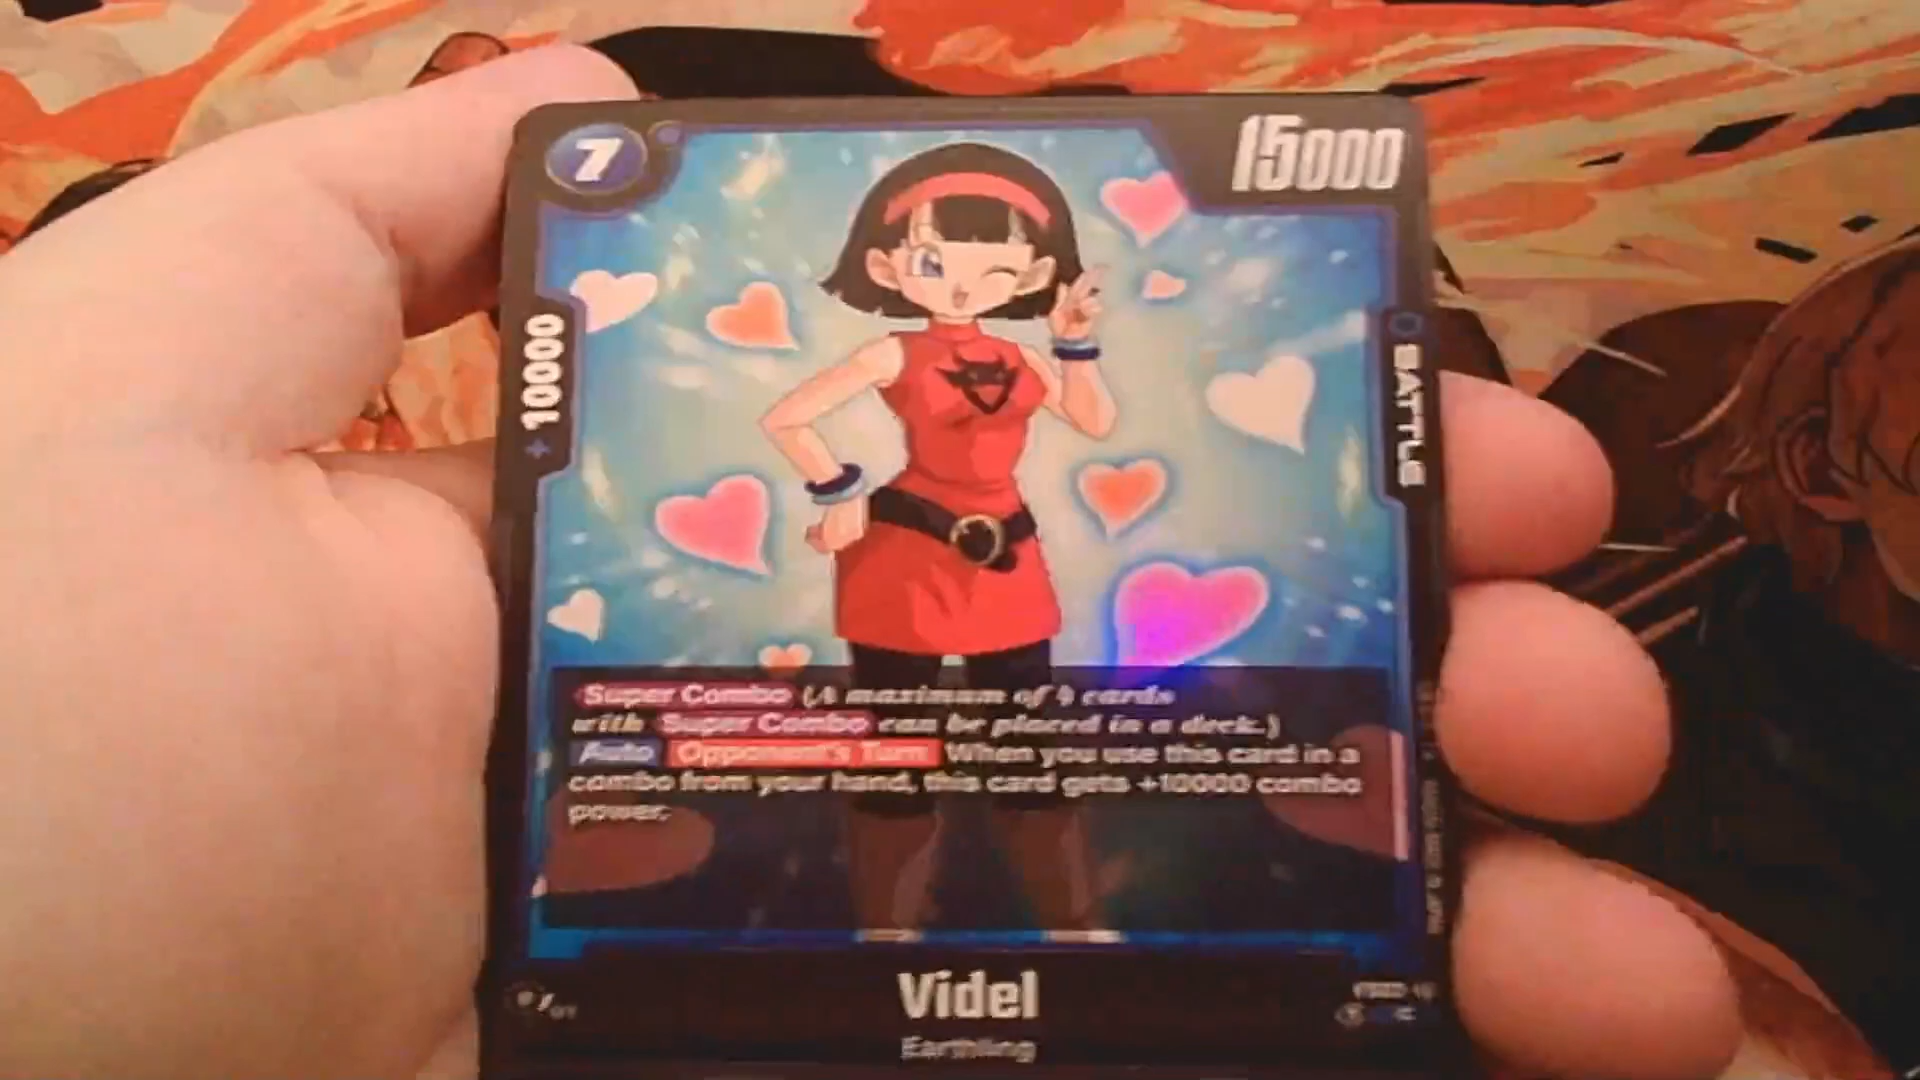 7
15000
+ 10000
BATTLE
Super Combo (A maximum of 4 cards
with Super Combo can be placed in a deck.)
Auto Opponent's Turn When you use this card in a
combo from your hand, this card gets +10000 combo
power.
Videl
Earthling